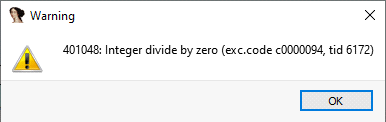 Warning
401048: Integer divide by zero (exc.code c0000094, tid 6172)
OK